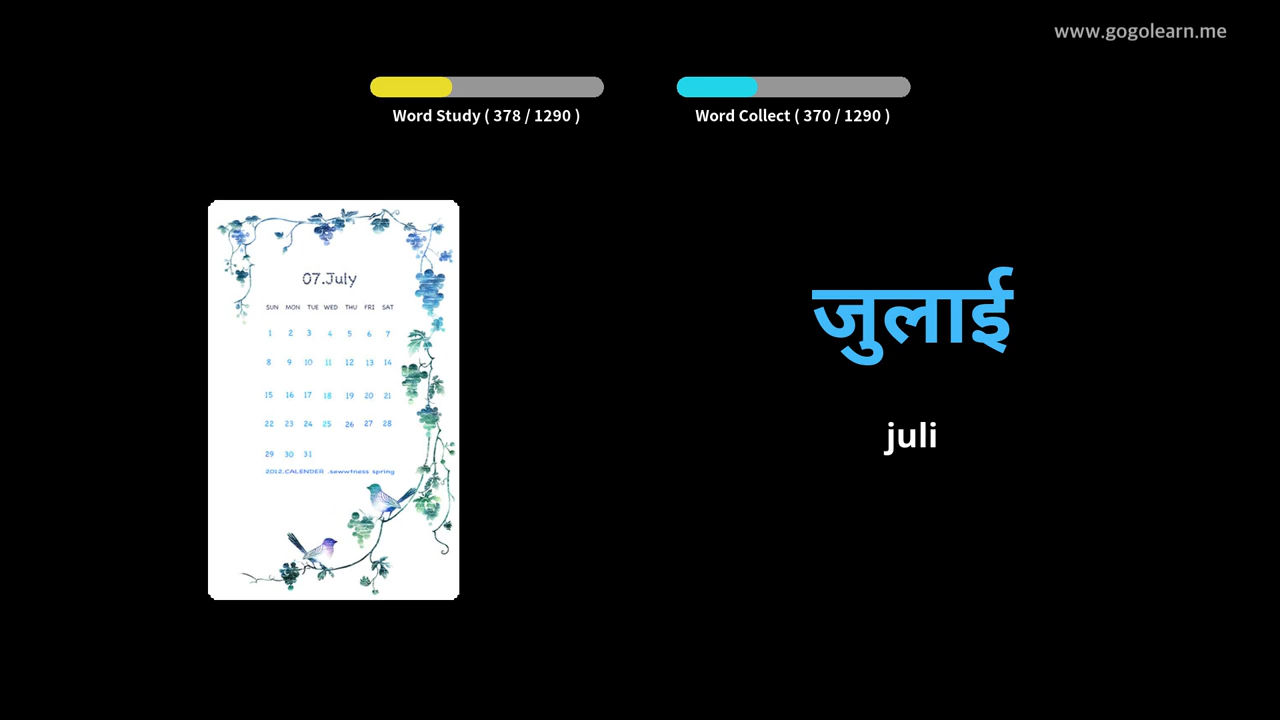 www.gogolearn.me
Word Study ( 378 / 1290 )
Word Collect ( 370 / 1290 )
07.July
SUN MON TUE WED THU FRI SAT
1 2 3 4 5 6 7
8 9 10 11 12 13 14
15 16 17 18 19 20 21
22 23 24 25 26 27 28
29 30 31
2012.CALENDER .sewwtness spring
जुलाई
juli